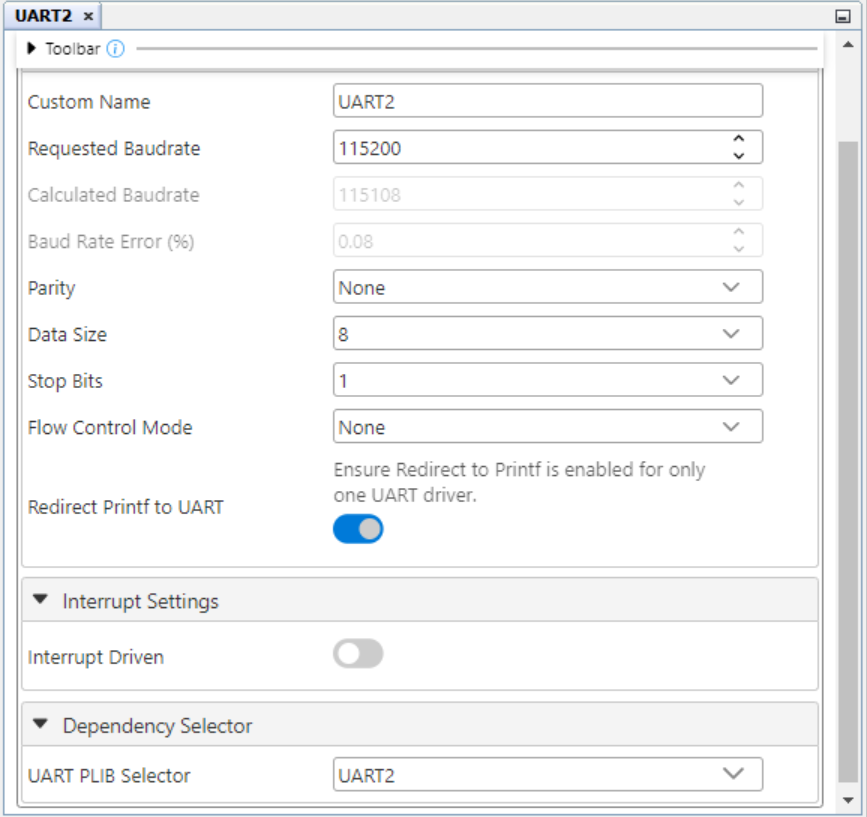 UART2 ×
Toolbar i
Custom Name UART2
Requested Baudrate 115200
Calculated Baudrate 115108
Baud Rate Error (%) 0.08
Parity None
Data Size 8
Stop Bits 1
Flow Control Mode None
Ensure Redirect to Printf is enabled for only
one UART driver.
Redirect Printf to UART
Interrupt Settings
Interrupt Driven
Dependency Selector
UART PLIB Selector UART2